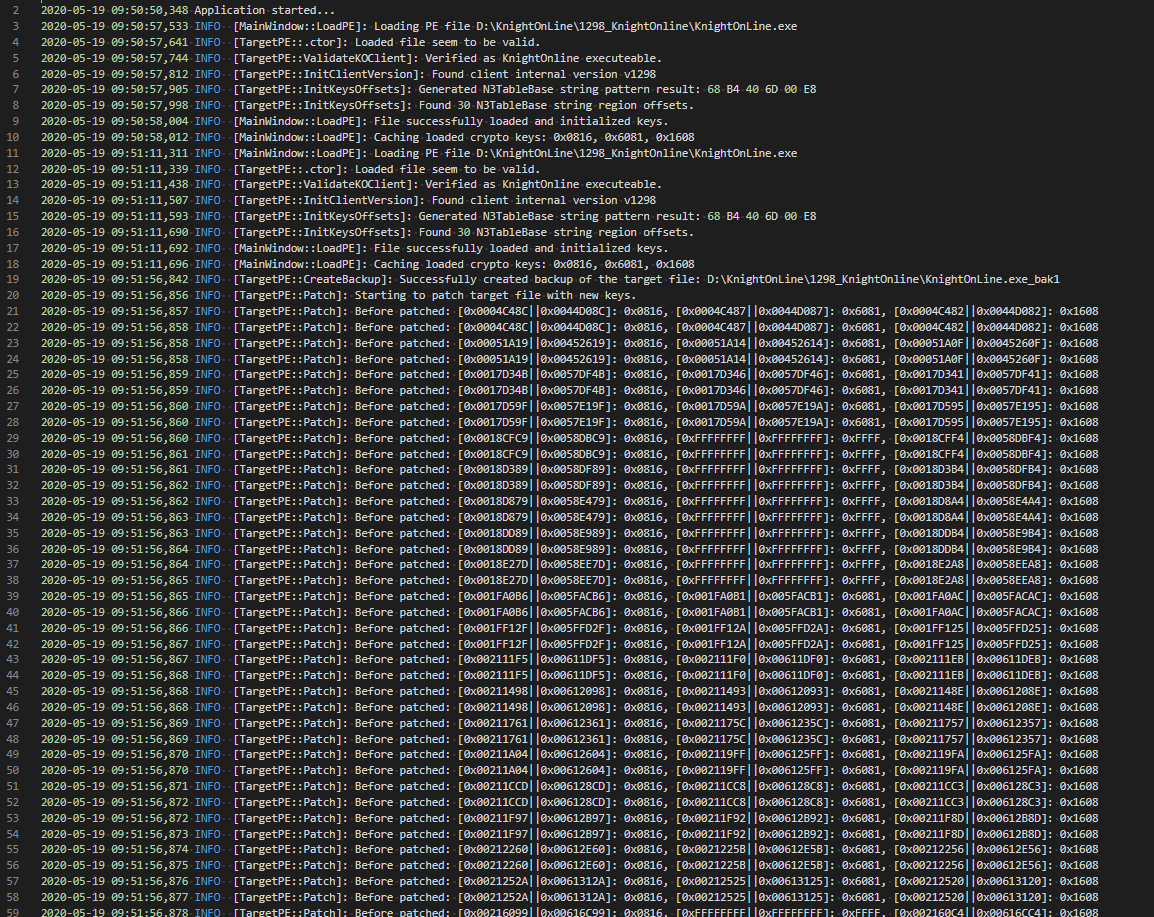 2 2020-05-19 09:50:50,348 Application started...
3 2020-05-19 09:50:57,533 INFO [MainWindow::LoadPE]: Loading PE file D:\KnightOnLine\1298_KnightOnline\KnightOnLine.exe
4 2020-05-19 09:50:57,641 INFO [TargetPE::.ctor]: Loaded file seem to be valid.
5 2020-05-19 09:50:57,744 INFO [TargetPE::ValidateKOClient]: Verified as KnightOnline executeable.
6 2020-05-19 09:50:57,812 INFO [TargetPE::InitClientVersion]: Found client internal version v1298
7 2020-05-19 09:50:57,905 INFO [TargetPE::InitKeysOffsets]: Generated N3TableBase string pattern result: 68 B4 40 6D 00 E8
8 2020-05-19 09:50:57,998 INFO [TargetPE::InitKeysOffsets]: Found 30 N3TableBase string region offsets.
9 2020-05-19 09:50:58,004 INFO [MainWindow::LoadPE]: File successfully loaded and initialized keys.
10 2020-05-19 09:50:58,012 INFO [MainWindow::LoadPE]: Caching loaded crypto keys: 0x0816, 0x6081, 0x1608
11 2020-05-19 09:51:11,311 INFO [MainWindow::LoadPE]: Loading PE file D:\KnightOnLine\1298_KnightOnline\KnightOnLine.exe
12 2020-05-19 09:51:11,339 INFO [TargetPE::.ctor]: Loaded file seem to be valid.
13 2020-05-19 09:51:11,438 INFO [TargetPE::ValidateKOClient]: Verified as KnightOnline executeable.
14 2020-05-19 09:51:11,507 INFO [TargetPE::InitClientVersion]: Found client internal version v1298
15 2020-05-19 09:51:11,593 INFO [TargetPE::InitKeysOffsets]: Generated N3TableBase string pattern result: 68 B4 40 6D 00 E8
16 2020-05-19 09:51:11,690 INFO [TargetPE::InitKeysOffsets]: Found 30 N3TableBase string region offsets.
17 2020-05-19 09:51:11,692 INFO [MainWindow::LoadPE]: File successfully loaded and initialized keys.
18 2020-05-19 09:51:11,696 INFO [MainWindow::LoadPE]: Caching loaded crypto keys: 0x0816, 0x6081, 0x1608
19 2020-05-19 09:51:56,842 INFO [TargetPE::CreateBackup]: Successfully created backup of the target file: D:\KnightOnLine\1298_KnightOnline\KnightOnLine.exe_bak1
20 2020-05-19 09:51:56,856 INFO [TargetPE::Patch]: Starting to patch target file with new keys.
21 2020-05-19 09:51:56,857 INFO [TargetPE::Patch]: Before patched: [0x0004C48C||0x0044D08C]: 0x0816, [0x0004C487||0x0044D087]: 0x6081, [0x0004C482||0x0044D082]: 0x1608
22 2020-05-19 09:51:56,858 INFO [TargetPE::Patch]: Before patched: [0x0004C48C||0x0044D08C]: 0x0816, [0x0004C487||0x0044D087]: 0x6081, [0x0004C482||0x0044D082]: 0x1608
23 2020-05-19 09:51:56,858 INFO [TargetPE::Patch]: Before patched: [0x00051A19||0x00452619]: 0x0816, [0x00051A14||0x00452614]: 0x6081, [0x00051A0F||0x0045260F]: 0x1608
24 2020-05-19 09:51:56,858 INFO [TargetPE::Patch]: Before patched: [0x00051A19||0x00452619]: 0x0816, [0x00051A14||0x00452614]: 0x6081, [0x00051A0F||0x0045260F]: 0x1608
25 2020-05-19 09:51:56,859 INFO [TargetPE::Patch]: Before patched: [0x0017D34B||0x0057DF4B]: 0x0816, [0x0017D346||0x0057DF46]: 0x6081, [0x0017D341||0x0057DF41]: 0x1608
26 2020-05-19 09:51:56,859 INFO [TargetPE::Patch]: Before patched: [0x0017D34B||0x0057DF4B]: 0x0816, [0x0017D346||0x0057DF46]: 0x6081, [0x0017D341||0x0057DF41]: 0x1608
27 2020-05-19 09:51:56,860 INFO [TargetPE::Patch]: Before patched: [0x0017D59F||0x0057E19F]: 0x0816, [0x0017D59A||0x0057E19A]: 0x6081, [0x0017D595||0x0057E195]: 0x1608
28 2020-05-19 09:51:56,860 INFO [TargetPE::Patch]: Before patched: [0x0017D59F||0x0057E19F]: 0x0816, [0x0017D59A||0x0057E19A]: 0x6081, [0x0017D595||0x0057E195]: 0x1608
29 2020-05-19 09:51:56,860 INFO [TargetPE::Patch]: Before patched: [0x0018CFC9||0x0058DBC9]: 0x0816, [0xFFFFFFFF||0xFFFFFFFF]: 0xFFFF, [0x0018CFF4||0x0058DBF4]: 0x1608
30 2020-05-19 09:51:56,860 INFO [TargetPE::Patch]: Before patched: [0x0018CFC9||0x0058DBC9]: 0x0816, [0xFFFFFFFF||0xFFFFFFFF]: 0xFFFF, [0x0018CFF4||0x0058DBF4]: 0x1608
31 2020-05-19 09:51:56,861 INFO [TargetPE::Patch]: Before patched: [0x0018D389||0x0058DF89]: 0x0816, [0xFFFFFFFF||0xFFFFFFFF]: 0xFFFF, [0x0018D3B4||0x0058DFB4]: 0x1608
32 2020-05-19 09:51:56,862 INFO [TargetPE::Patch]: Before patched: [0x0018D389||0x0058DF89]: 0x0816, [0xFFFFFFFF||0xFFFFFFFF]: 0xFFFF, [0x0018D3B4||0x0058DFB4]: 0x1608
33 2020-05-19 09:51:56,862 INFO [TargetPE::Patch]: Before patched: [0x0018D879||0x0058E479]: 0x0816, [0xFFFFFFFF||0xFFFFFFFF]: 0xFFFF, [0x0018D8A4||0x0058E4A4]: 0x1608
34 2020-05-19 09:51:56,863 INFO [TargetPE::Patch]: Before patched: [0x0018D879||0x0058E479]: 0x0816, [0xFFFFFFFF||0xFFFFFFFF]: 0xFFFF, [0x0018D8A4||0x0058E4A4]: 0x1608
35 2020-05-19 09:51:56,863 INFO [TargetPE::Patch]: Before patched: [0x0018DD89||0x0058E989]: 0x0816, [0xFFFFFFFF||0xFFFFFFFF]: 0xFFFF, [0x0018DDB4||0x0058E9B4]: 0x1608
36 2020-05-19 09:51:56,864 INFO [TargetPE::Patch]: Before patched: [0x0018DD89||0x0058E989]: 0x0816, [0xFFFFFFFF||0xFFFFFFFF]: 0xFFFF, [0x0018DDB4||0x0058E9B4]: 0x1608
37 2020-05-19 09:51:56,864 INFO [TargetPE::Patch]: Before patched: [0x0018E27D||0x0058EE7D]: 0x0816, [0xFFFFFFFF||0xFFFFFFFF]: 0xFFFF, [0x0018E2A8||0x0058EEA8]: 0x1608
38 2020-05-19 09:51:56,865 INFO [TargetPE::Patch]: Before patched: [0x0018E27D||0x0058EE7D]: 0x0816, [0xFFFFFFFF||0xFFFFFFFF]: 0xFFFF, [0x0018E2A8||0x0058EEA8]: 0x1608
39 2020-05-19 09:51:56,865 INFO [TargetPE::Patch]: Before patched: [0x001FA0B6||0x005FACB6]: 0x0816, [0x001FA0B1||0x005FACB1]: 0x6081, [0x001FA0AC||0x005FACAC]: 0x1608
40 2020-05-19 09:51:56,866 INFO [TargetPE::Patch]: Before patched: [0x001FA0B6||0x005FACB6]: 0x0816, [0x001FA0B1||0x005FACB1]: 0x6081, [0x001FA0AC||0x005FACAC]: 0x1608
41 2020-05-19 09:51:56,866 INFO [TargetPE::Patch]: Before patched: [0x001FF12F||0x005FFD2F]: 0x0816, [0x001FF12A||0x005FFD2A]: 0x6081, [0x001FF125||0x005FFD25]: 0x1608
42 2020-05-19 09:51:56,867 INFO [TargetPE::Patch]: Before patched: [0x001FF12F||0x005FFD2F]: 0x0816, [0x001FF12A||0x005FFD2A]: 0x6081, [0x001FF125||0x005FFD25]: 0x1608
43 2020-05-19 09:51:56,867 INFO [TargetPE::Patch]: Before patched: [0x002111F5||0x00611DF5]: 0x0816, [0x002111F0||0x00611DF0]: 0x6081, [0x002111EB||0x00611DEB]: 0x1608
44 2020-05-19 09:51:56,868 INFO [TargetPE::Patch]: Before patched: [0x002111F5||0x00611DF5]: 0x0816, [0x002111F0||0x00611DF0]: 0x6081, [0x002111EB||0x00611DEB]: 0x1608
45 2020-05-19 09:51:56,868 INFO [TargetPE::Patch]: Before patched: [0x00211498||0x00612098]: 0x0816, [0x00211493||0x00612093]: 0x6081, [0x0021148E||0x0061208E]: 0x1608
46 2020-05-19 09:51:56,868 INFO [TargetPE::Patch]: Before patched: [0x00211498||0x00612098]: 0x0816, [0x00211493||0x00612093]: 0x6081, [0x0021148E||0x0061208E]: 0x1608
47 2020-05-19 09:51:56,869 INFO [TargetPE::Patch]: Before patched: [0x00211761||0x00612361]: 0x0816, [0x0021175C||0x0061235C]: 0x6081, [0x00211757||0x00612357]: 0x1608
48 2020-05-19 09:51:56,869 INFO [TargetPE::Patch]: Before patched: [0x00211761||0x00612361]: 0x0816, [0x0021175C||0x0061235C]: 0x6081, [0x00211757||0x00612357]: 0x1608
49 2020-05-19 09:51:56,870 INFO [TargetPE::Patch]: Before patched: [0x00211A04||0x00612604]: 0x0816, [0x002119FF||0x006125FF]: 0x6081, [0x002119FA||0x006125FA]: 0x1608
50 2020-05-19 09:51:56,870 INFO [TargetPE::Patch]: Before patched: [0x00211A04||0x00612604]: 0x0816, [0x002119FF||0x006125FF]: 0x6081, [0x002119FA||0x006125FA]: 0x1608
51 2020-05-19 09:51:56,871 INFO [TargetPE::Patch]: Before patched: [0x00211CCD||0x006128CD]: 0x0816, [0x00211CC8||0x006128C8]: 0x6081, [0x00211CC3||0x006128C3]: 0x1608
52 2020-05-19 09:51:56,872 INFO [TargetPE::Patch]: Before patched: [0x00211CCD||0x006128CD]: 0x0816, [0x00211CC8||0x006128C8]: 0x6081, [0x00211CC3||0x006128C3]: 0x1608
53 2020-05-19 09:51:56,872 INFO [TargetPE::Patch]: Before patched: [0x00211F97||0x00612B97]: 0x0816, [0x00211F92||0x00612B92]: 0x6081, [0x00211F8D||0x00612B8D]: 0x1608
54 2020-05-19 09:51:56,873 INFO [TargetPE::Patch]: Before patched: [0x00211F97||0x00612B97]: 0x0816, [0x00211F92||0x00612B92]: 0x6081, [0x00211F8D||0x00612B8D]: 0x1608
55 2020-05-19 09:51:56,874 INFO [TargetPE::Patch]: Before patched: [0x00212260||0x00612E60]: 0x0816, [0x0021225B||0x00612E5B]: 0x6081, [0x00212256||0x00612E56]: 0x1608
56 2020-05-19 09:51:56,875 INFO [TargetPE::Patch]: Before patched: [0x00212260||0x00612E60]: 0x0816, [0x0021225B||0x00612E5B]: 0x6081, [0x00212256||0x00612E56]: 0x1608
57 2020-05-19 09:51:56,876 INFO [TargetPE::Patch]: Before patched: [0x0021252A||0x0061312A]: 0x0816, [0x00212525||0x00613125]: 0x6081, [0x00212520||0x00613120]: 0x1608
58 2020-05-19 09:51:56,877 INFO [TargetPE::Patch]: Before patched: [0x0021252A||0x0061312A]: 0x0816, [0x00212525||0x00613125]: 0x6081, [0x00212520||0x00613120]: 0x1608
59 2020-05-19 09:51:56,878 INFO [TargetPE::Patch]: Before patched: [0x00216099||0x00616C99]: 0x0816, [0xFFFFFFFF||0xFFFFFFFF]: 0xFFFF, [0x002160C4||0x00616CC4]: 0x1608